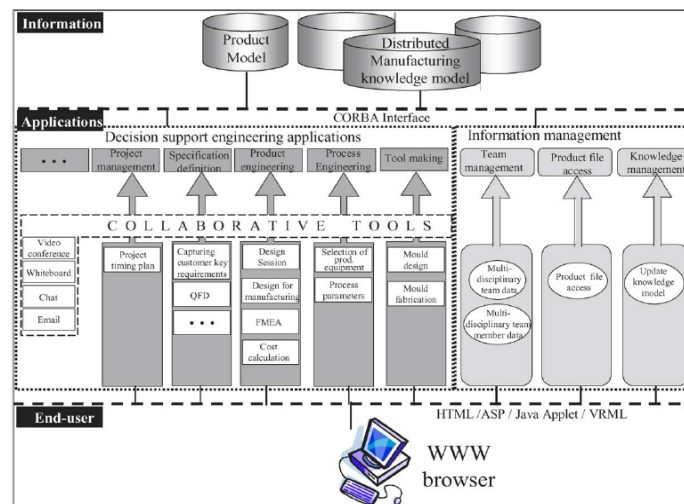 Information
Product
Model
Distributed
Manufacturing
knowledge model
CORBA Interface
Applications
Decision support engineering applications
Information management
• • •
Project
management
Specification
definition
Product
engineering
Process
Engineering
Tool making
Team
management
Product file
access
Knowledge
management
COLLABORATIVE TOOLS
Video
conference
Whiteboard
Chat
Email
Project
timing plan
Capturing
customer key
requirements
QFD
• • •
Design
Session
Design for
manufacturing
FMEA
Cost
calculation
Selection of
prod.
equipment
Process
parameters
Mould
design
Mould
fabrication
Multi-
disciplinary
team data
Multi-
disciplinary team
member data
Product file
access
Update
knowledge
model
End-user
HTML /ASP / Java Applet / VRML
WWW
browser